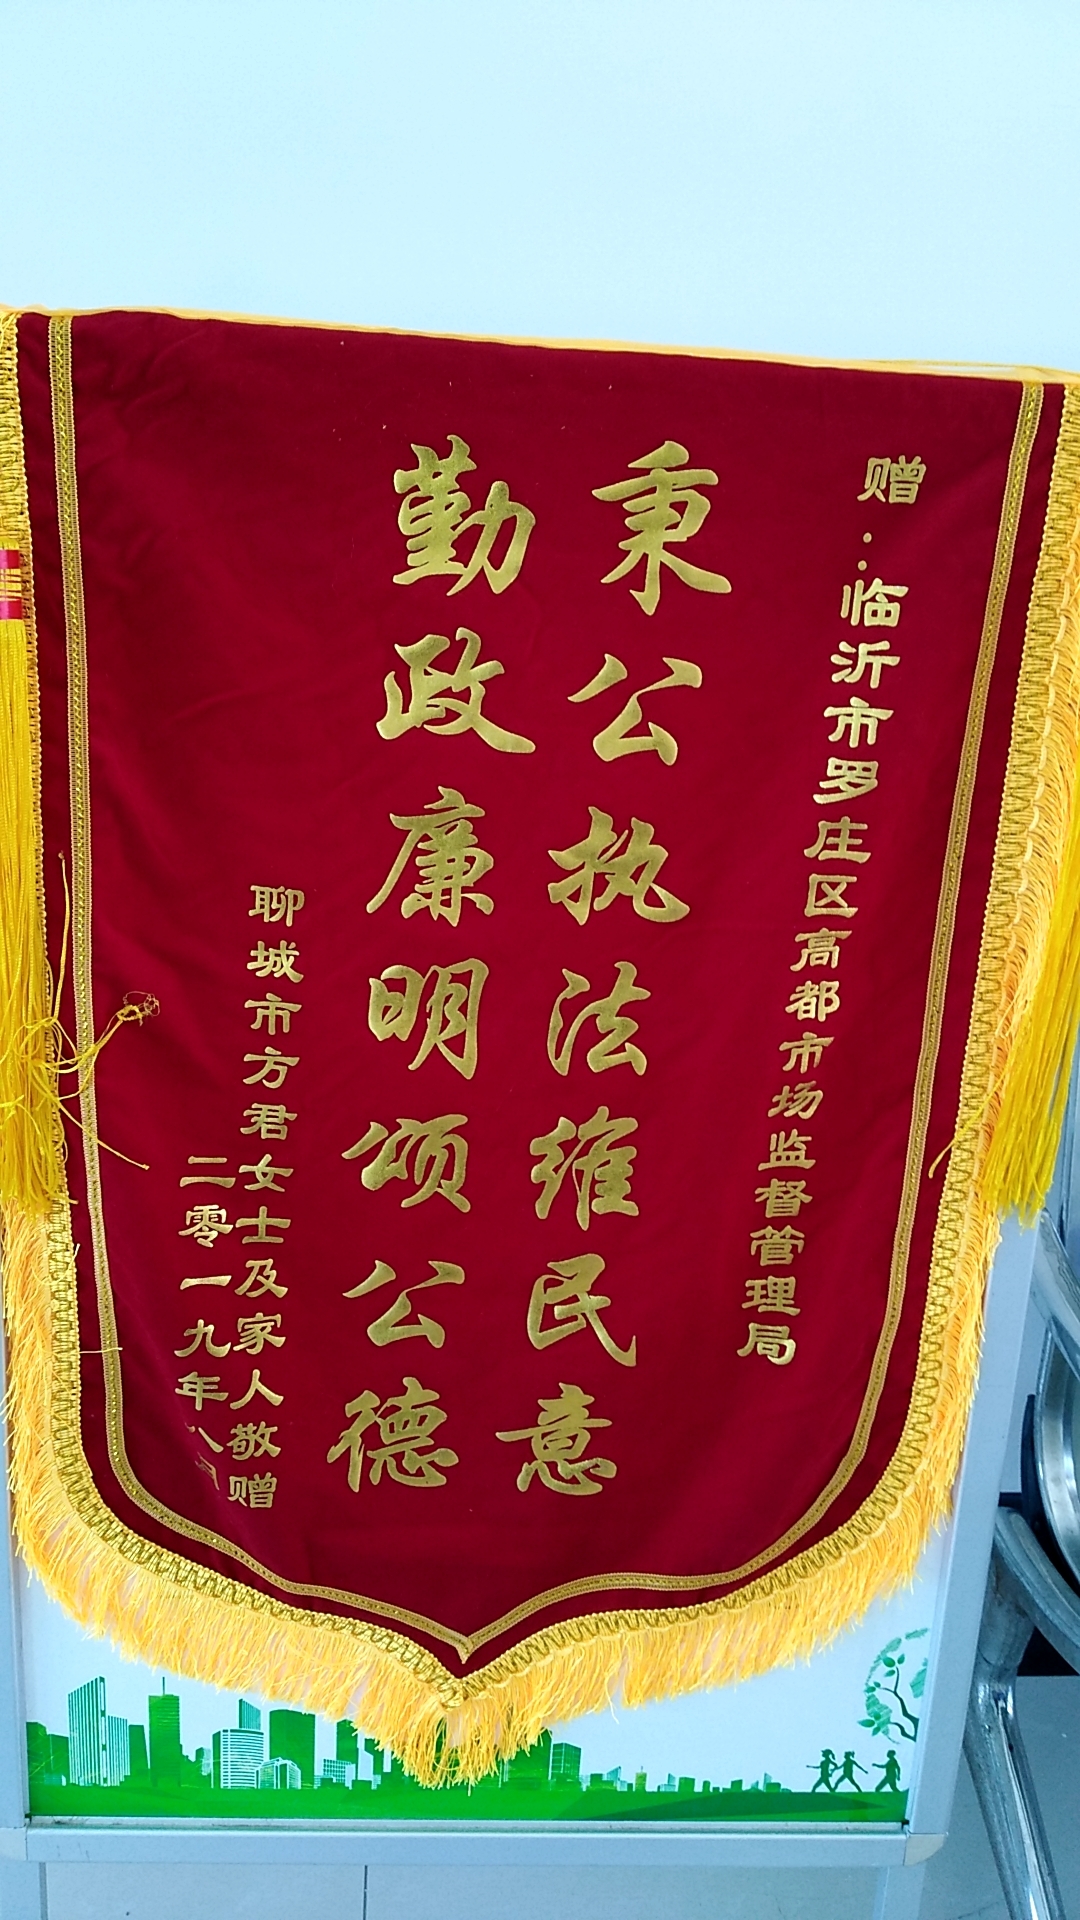 赠：临沂市罗庄区高都市场监督管理局
秉公执法维民意
勤政廉明颂公德
聊城市方君女士及家人敬赠
二零一九年八月